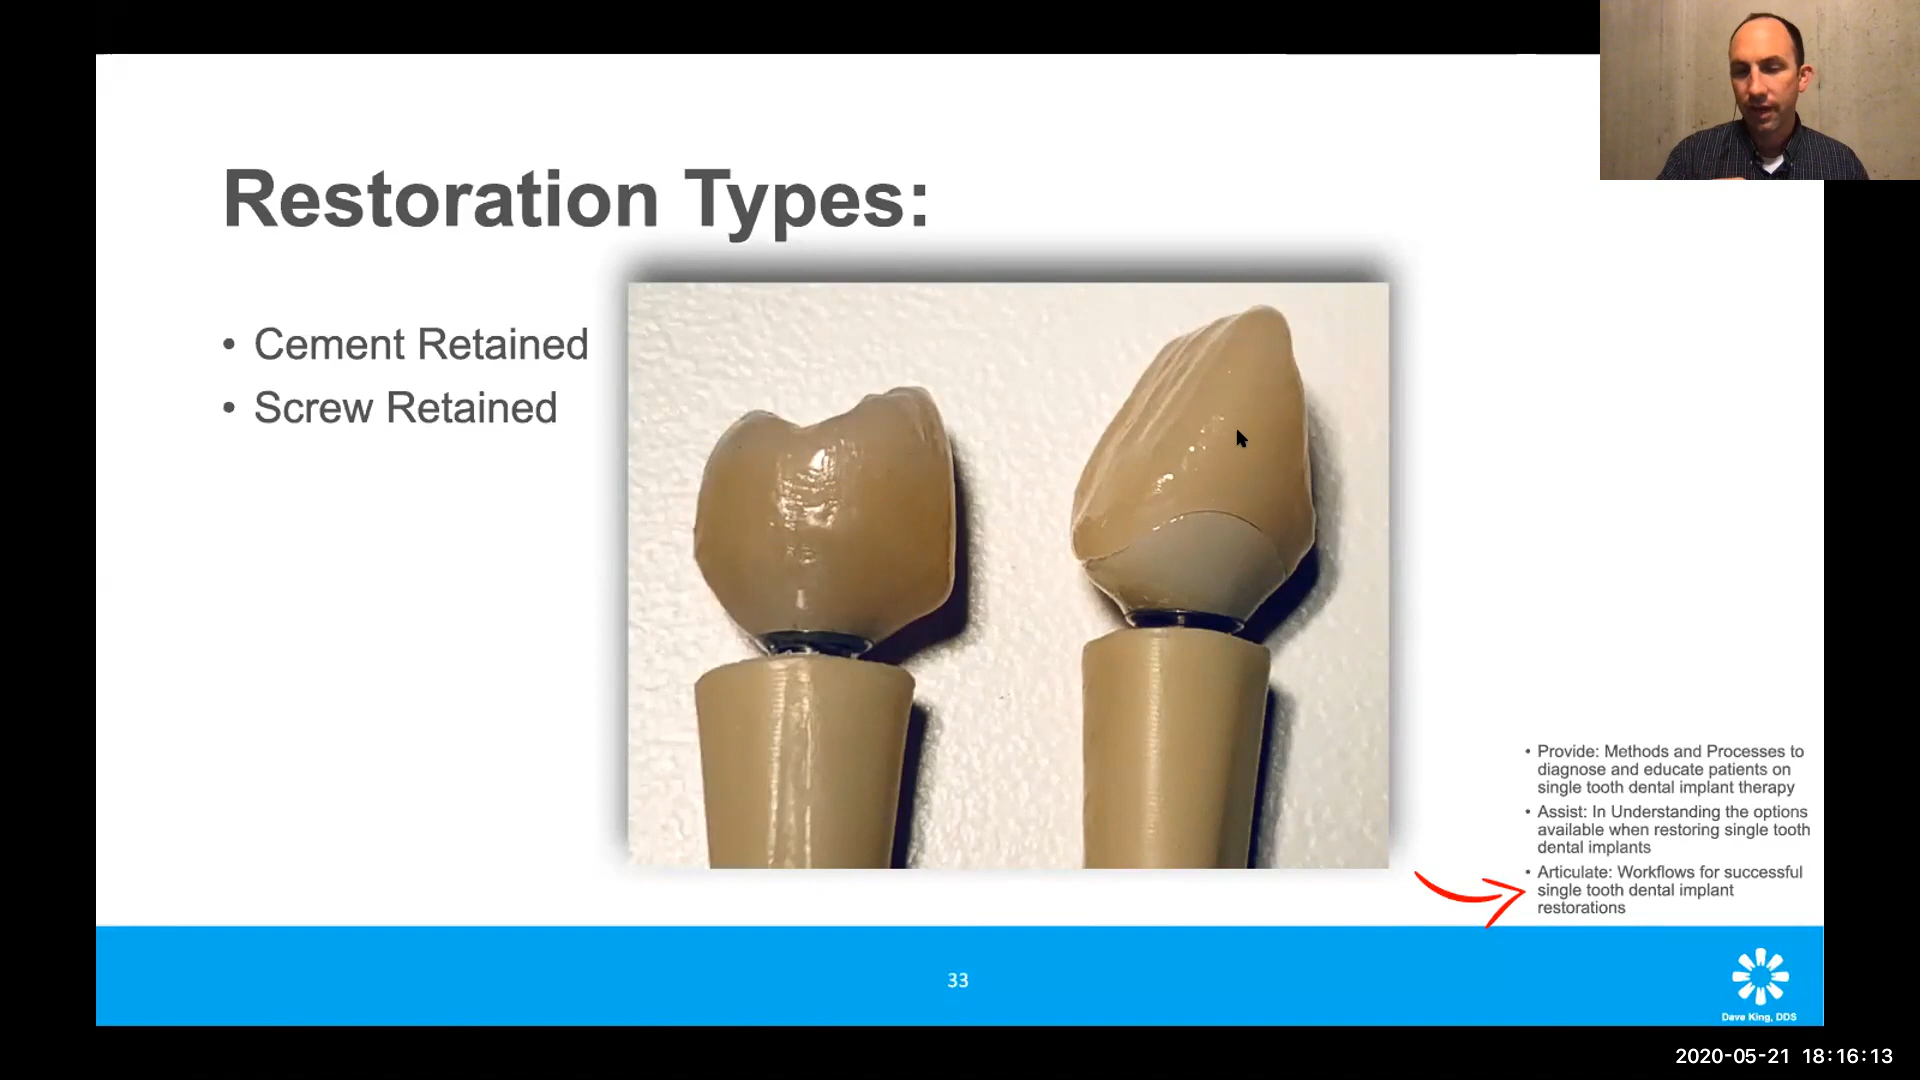 Restoration Types:
• Cement Retained
• Screw Retained
• Provide: Methods and Processes to
diagnose and educate patients on
single tooth dental implant therapy
• Assist: In Understanding the options
available when restoring single tooth
dental implants
• Articulate: Workflows for successful
single tooth dental implant
restorations
33
Dave King, DDS
2020-05-21 18:16:13